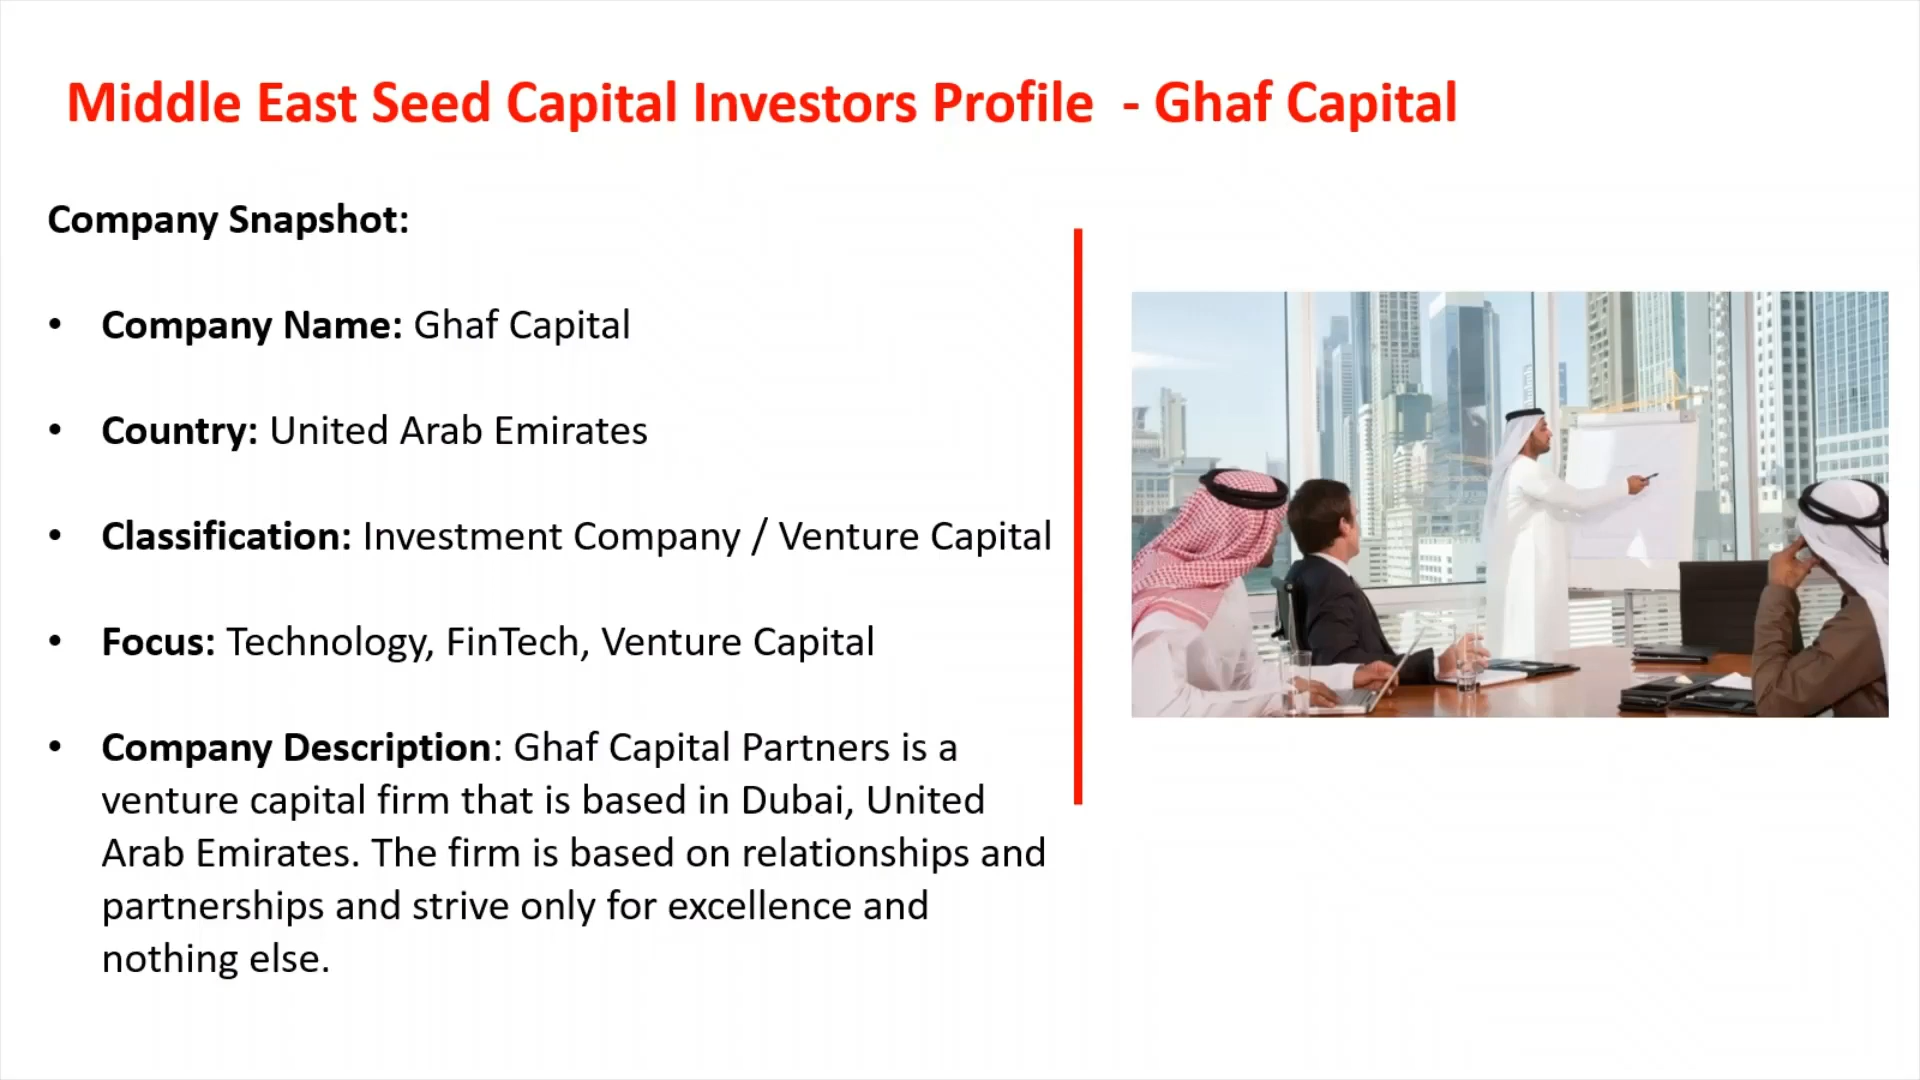 Middle East Seed Capital Investors Profile  - Ghaf Capital
Company Snapshot:
• Company Name: Ghaf Capital
• Country: United Arab Emirates
• Classification: Investment Company / Venture Capital
• Focus: Technology, FinTech, Venture Capital
• Company Description: Ghaf Capital Partners is a
venture capital firm that is based in Dubai, United
Arab Emirates. The firm is based on relationships and
partnerships and strive only for excellence and
nothing else.